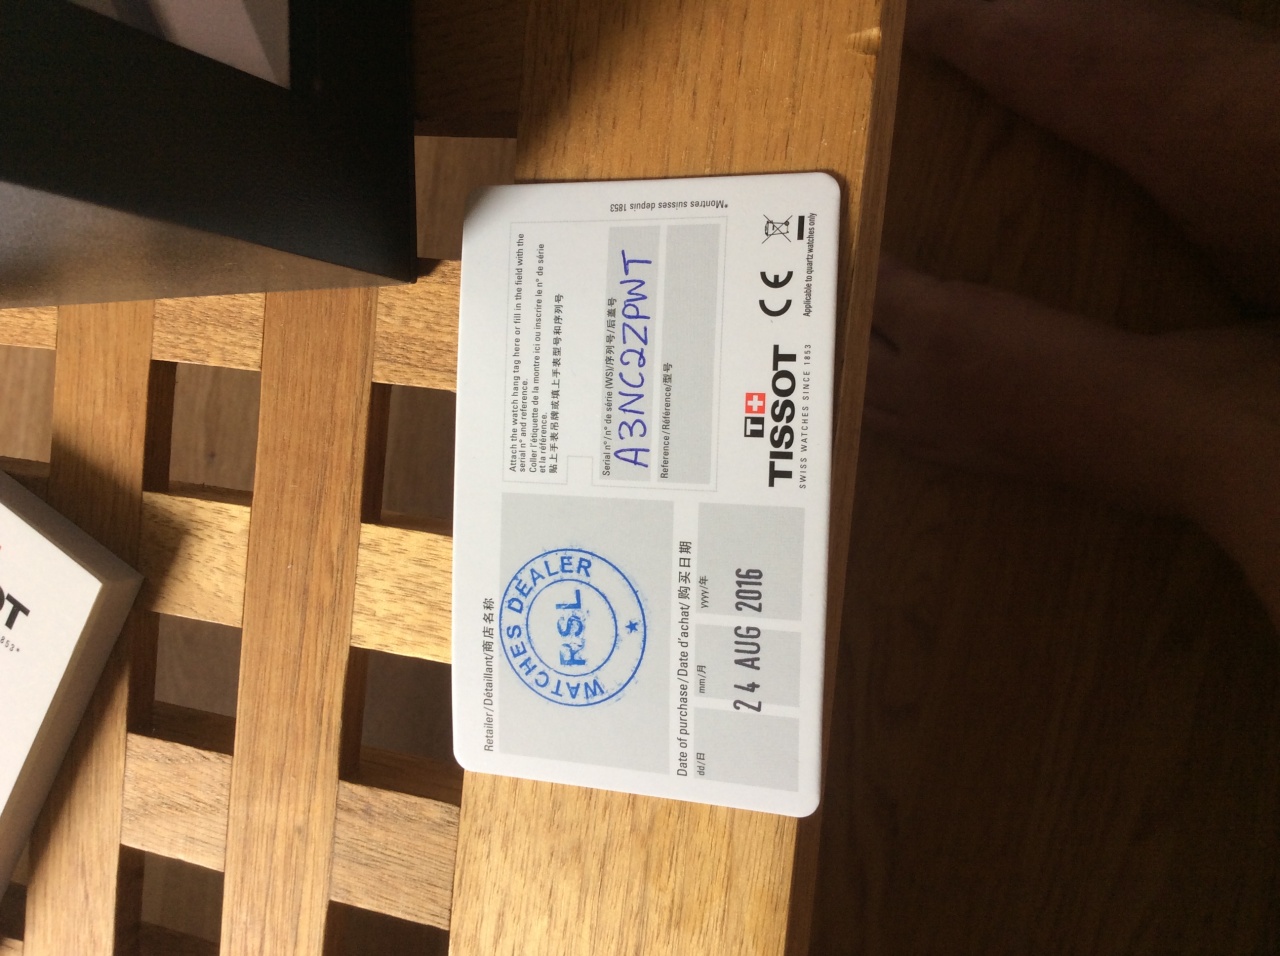 Retailer/Détaillant/商店名称
WATCHES DEALER
RSL
Date of purchase/Date d'achat/购买日期
dd/日 mm/月 yyyy/年
24 AUG 2016
Attach the watch hang tag here or fill in the field with the
serial n° and reference.
Coller l'étiquette de la montre ici ou inscrire le n° de série
et la référence.
贴上手表吊牌或填上手表型号和序列号
Serial n°/n° de série (WS)/序列号/后盖号
A3NC2ZPWT
Reference/Référence/型号
*Montres suisses depuis 1853
T+
TISSOT
SWISS WATCHES SINCE 1853
CE
Applicable to quartz watches only
OT
1853*